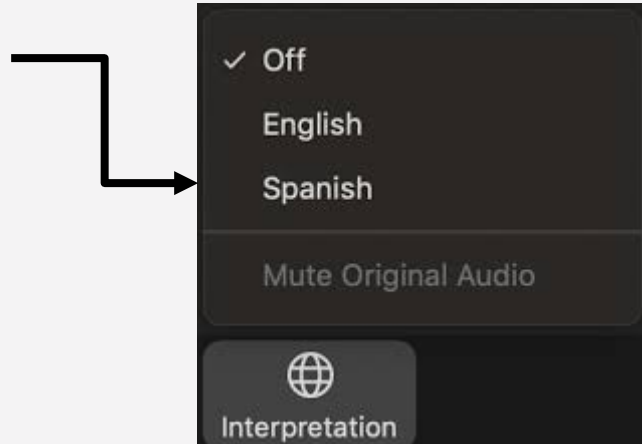 Off
English
Spanish
Mute Original Audio
Interpretation